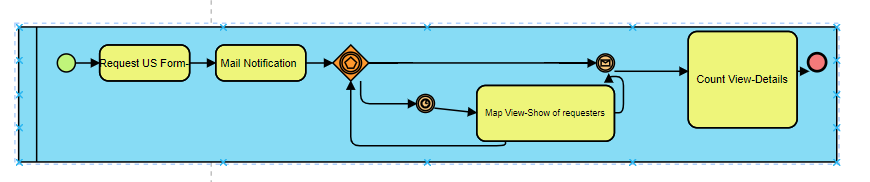 Request US Form-
Mail Notification
Map View-Show of requesters
Count View-Details